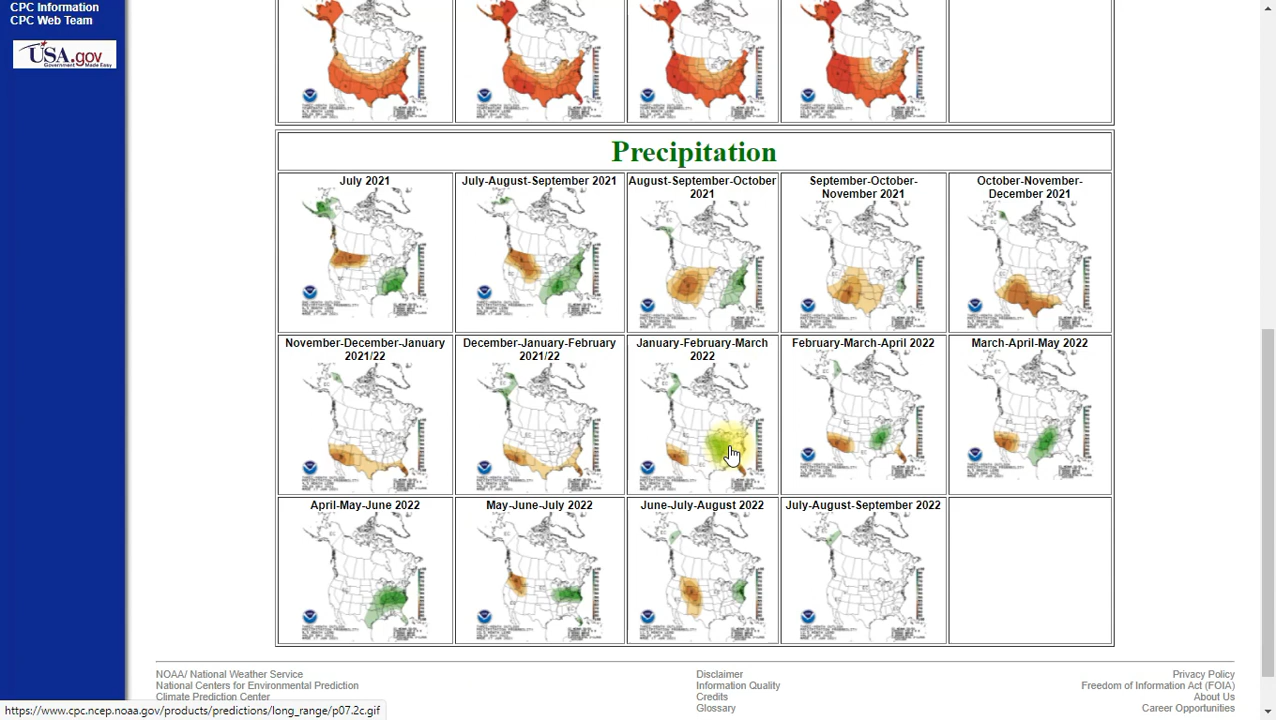 CPC Information
CPC Web Team
USA.gov
Government Made Easy
Precipitation
July 2021
July-August-September 2021
August-September-October
2021
September-October-
November 2021
October-November-
December 2021
November-December-January
2021/22
December-January-February
2021/22
January-February-March
2022
February-March-April 2022
March-April-May 2022
April-May-June 2022
May-June-July 2022
June-July-August 2022
July-August-September 2022
NOAA/ National Weather Service
National Centers for Environmental Prediction
Climate Prediction Center
Disclaimer
Information Quality
Credits
Glossary
Privacy Policy
Freedom of Information Act (FOIA)
About Us
Career Opportunities
https://www.cpc.ncep.noaa.gov/products/predictions/long_range/p07.2c.gif